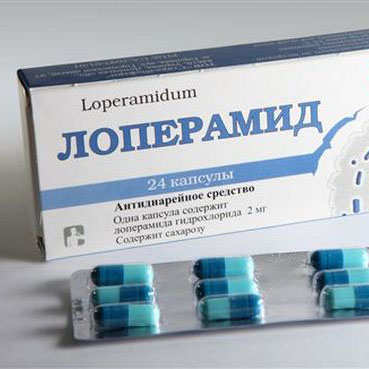 Loperamidum
ЛОПЕРАМИД
24 капсулы
Антидиарейное средство
Одна капсула содержит
лоперамида гидрохлорида 2 мг
Содержит сахарозу